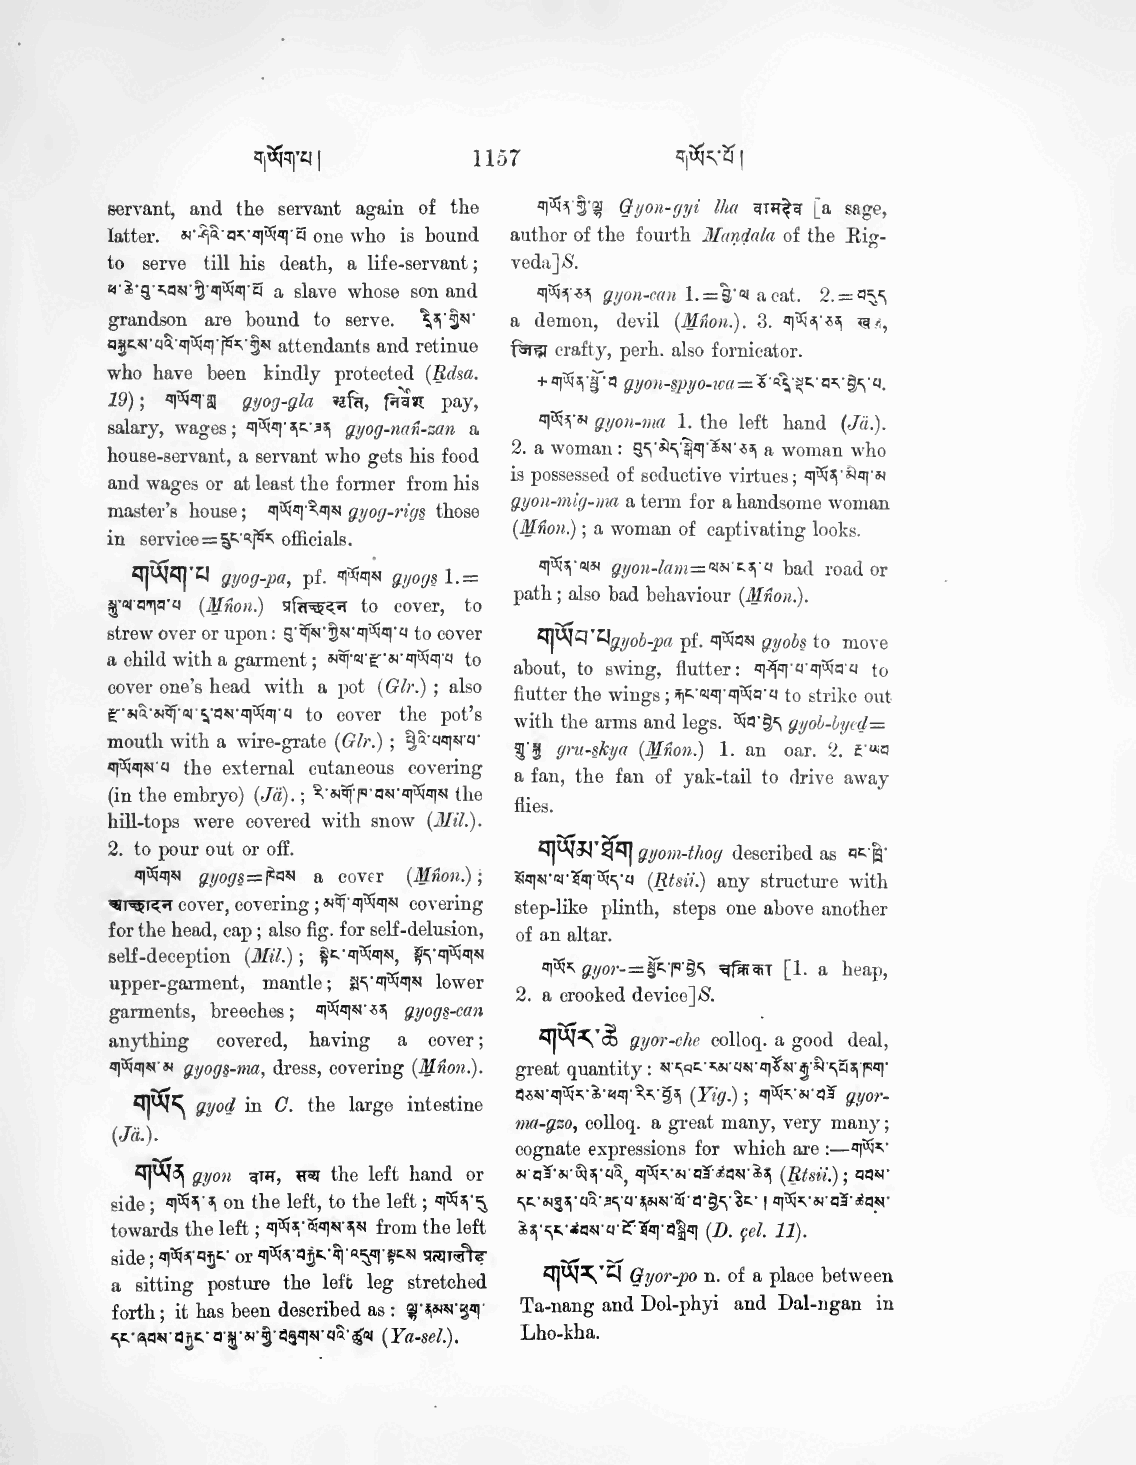 གཡོག་པ།
1157
གཡོར་པོ།
servant, and the servant again of the
latter. མ་ཤིའི་བར་གཡོག་པོ one who is bound
to serve till his death, a life-servant;
ཕ་ཆེ་བུ་རབས་ཀྱི་གཡོག་པོ a slave whose son and
grandson are bound to serve. དྲིན་གྱིས་
བསྐྱངས་པའི་གཡོག་ཁོར་གྱིས attendants and retinue
who have been kindly protected (Rdsa.
19); གཡོག་གླ gyog-gla भृति, निर्वेश pay,
salary, wages; གཡོག་ནང་ཟན gyog-nañ-zan a
house-servant, a servant who gets his food
and wages or at least the former from his
master's house; གཡོག་རིགས gyog-rigs those
in service=དྲུང་འཁོར officials.
གཡོག་པ gyog-pa, pf. གཡོགས gyogs 1.=
སྐུ་ལ་བཀབ་པ (Mñon.) प्रतिच्छदन to cover, to
strew over or upon: བུ་གོས་ཀྱིས་གཡོག་པ to cover
a child with a garment; མགོ་ལ་རྫ་མ་གཡོག་པ to
cover one's head with a pot (Glr.); also
རྫ་མའི་མགོ་ལ་དྲ་བས་གཡོག་པ to cover the pot's
mouth with a wire-grate (Glr.); ཕྱིའི་པགས་པ་
གཡོགས་པ the external cutaneous covering
(in the embryo) (Jä).; རི་མགོ་ཁ་བས་གཡོགས the
hill-tops were covered with snow (Mil.).
2. to pour out or off.
གཡོགས gyogs=ཁེབས a cover (Mñon.);
आच्छादन cover, covering; མགོ་གཡོགས covering
for the head, cap; also fig. for self-delusion,
self-deception (Mil.); སྟེང་གཡོགས, སྟོད་གཡོགས
upper-garment, mantle; སྨད་གཡོགས lower
garments, breeches; གཡོགས་ཅན gyogs-can
anything covered, having a cover;
གཡོགས་མ gyogs-ma, dress, covering (Mñon.).
གཡོད gyod in C. the large intestine
(Jä.).
གཡོན gyon वाम, सव्य the left hand or
side; གཡོན་ན on the left, to the left; གཡོན་དུ
towards the left; གཡོན་ལོགས་ནས from the left
side; གཡོན་བརྐྱང་ or གཡོན་བརྐྱང་གི་འདུག་སྟངས प्रत्यालीढ
a sitting posture the left leg stretched
forth; it has been described as: ལྷ་རྣམས་ཕྱག་
དང་ཞབས་བརྐྱང་བ་སྐུ་མ་གྱི་བཞུགས་པའི་ཚུལ (Ya-sel.).
གཡོན་གྱི་ལྷ Gyon-gyi lha वामदेव [a sage,
author of the fourth Maṇḍala of the Rig-
veda]S.
གཡོན་ཅན gyon-can 1.=བྱི་ལ a cat. 2.=བདུད
a demon, devil (Mñon.). 3. གཡོན་ཅན
जिह्म crafty, perh. also fornicator.
+གཡོན་སྤྱོ་བ gyon-spyo-wa=ཅོ་འདྲི་སྡང་བར་བྱེད་པ.
གཡོན་མ gyon-ma 1. the left hand (Jä.).
2. a woman: བུད་མེད་སྒེག་ཆོས་ཅན a woman who
is possessed of seductive virtues; གཡོན་མིག་མ
gyon-mig-ma a term for a handsome woman
(Mñon.); a woman of captivating looks.
གཡོན་ལམ gyon-lam=ལམ་ངན་པ bad road or
path; also bad behaviour (Mñon.).
གཡོབ་པ gyob-pa pf. གཡོབས gyobs to move
about, to swing, flutter: གཤོག་པ་གཡོབ་པ to
flutter the wings; རྐང་ལག་གཡོབ་པ to strike out
with the arms and legs. ཡོབ་བྱེད gyob-byed=
གྲུ་སྐྱ gru-skya (Mñon.) 1. an oar. 2. རྔ་ཡབ
a fan, the fan of yak-tail to drive away
flies.
གཡོམ་ཐོག gyom-thog described as བང་ཁྲི་
སོགས་ལ་ཐོག་ཡོད་པ (Rtsii.) any structure with
step-like plinth, steps one above another
of an altar.
གཡོར gyor-=སྤྱོང་ཁ་བྱེད चक्रिका [1. a heap,
2. a crooked device]S.
གཡོར་ཆེ gyor-che colloq. a good deal,
great quantity: ས་དཔང་རམ་པས་གཙོས་རྒྱ་མི་དཔོན་ཁག་
བཅས་གཡོར་ཆེ་ཕག་རིར་བྱོན (Yig.); གཡོར་མ་བཟོ gyor-
ma-gzo, colloq. a great many, very many;
cognate expressions for which are:—གཡོར་
མ་བཟོ་མ་ཡིན་པའི, གཡོར་མ་བཟོ་ཚབས་ཆེན (Rtsii.); བབས་
དང་མཐུན་པའི་ཟད་པ་རྣམས་ལོ་བ་བྱེད་ཅིང་། གཡོར་མ་བཟོ་ཚབས་
ཆེན་དང་ཚབས་པ་ངོ་ཐོག་བསྒྲིག (D. çel. 11).
གཡོར་པོ Gyor-po n. of a place between
Ta-nang and Dol-phyi and Dal-ngan in
Lho-kha.